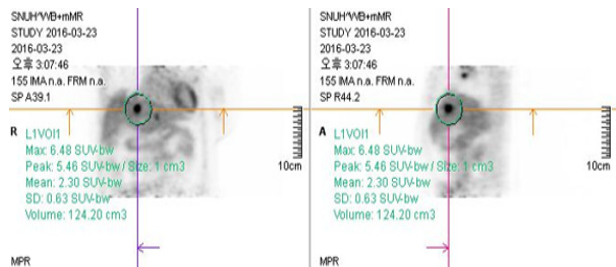 SNUH^WB+mMR
STUDY 2016-03-23
2016-03-23
오후 3:07:46
155 IMA n.a. FRM n.a.
SP A39.1
R
L1VOI1
Max: 6.48 SUV-bw
Peak: 5.46 SUV-bw / Size: 1 cm3
Mean: 2.30 SUV-bw
SD: 0.63 SUV-bw
Volume: 124.20 cm3
10cm
MPR
SNUH^WB+mMR
STUDY 2016-03-23
2016-03-23
오후 3:07:46
155 IMA n.a. FRM n.a.
SP R44.2
A
L1VOI1
Max: 6.48 SUV-bw
Peak: 5.46 SUV-bw / Size: 1 cm3
Mean: 2.30 SUV-bw
SD: 0.63 SUV-bw
Volume: 124.20 cm3
10cm
MPR